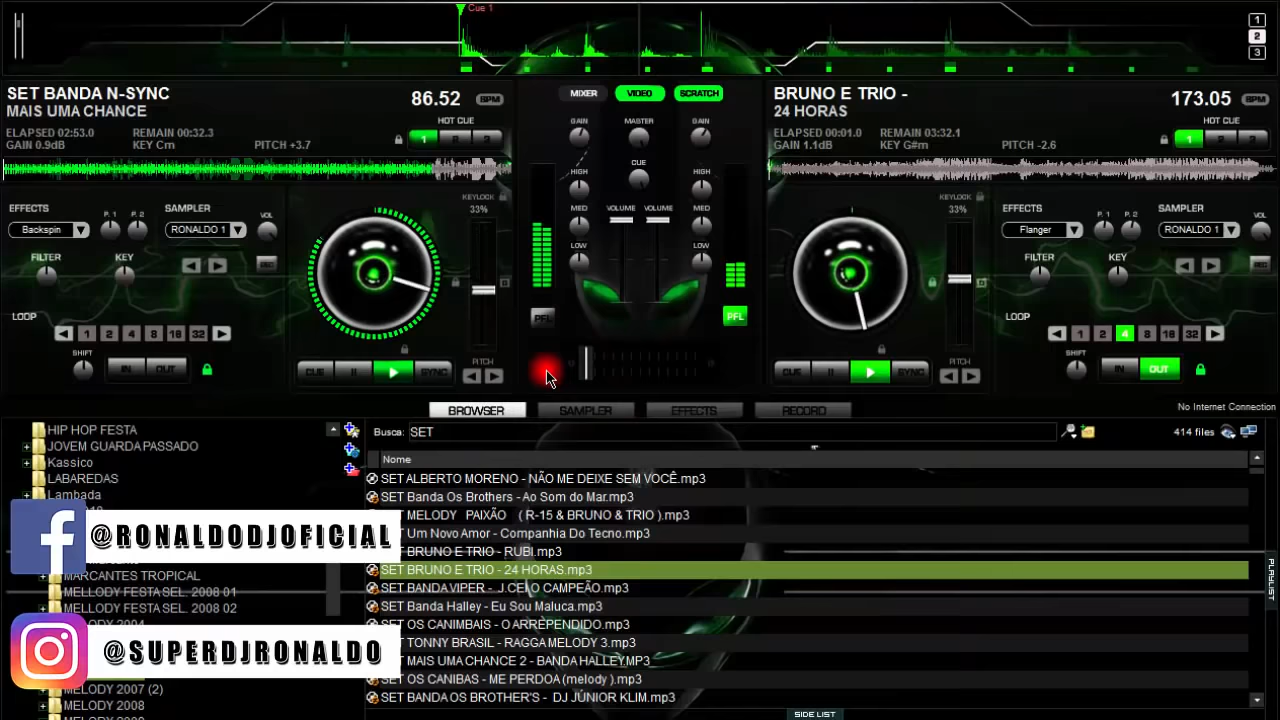 Cue 1
1
2
3
SET BANDA N-SYNC
MAIS UMA CHANCE
86.52 BPM
HOT CUE
ELAPSED 02:53.0 REMAIN 00:32.3
GAIN 0.9dB KEY Cm PITCH +3.7
1 2 3
MIXER VIDEO SCRATCH
GAIN MASTER GAIN
CUE
HIGH HIGH
MED VOLUME VOLUME MED
LOW LOW
PFL PFL
BRUNO E TRIO -
24 HORAS
173.05 BPM
HOT CUE
ELAPSED 00:01.0 REMAIN 03:32.1
GAIN 1.1dB KEY G#m PITCH -2.6
1 2 3
EFFECTS SAMPLER
P. 1 P. 2 VOL
Backspin RONALDO 1
FILTER KEY REC
LOOP
1 2 4 8 16 32
SHIFT IN OUT
KEYLOCK
33%
CUE II SYNC
PITCH
KEYLOCK
33%
CUE II SYNC
PITCH
EFFECTS SAMPLER
P. 1 P. 2 VOL
Flanger RONALDO 1
FILTER KEY REC
LOOP
1 2 4 8 16 32
SHIFT IN OUT
BROWSER SAMPLER EFFECTS RECORD
No Internet Connection
HIP HOP FESTA
JOVEM GUARDA PASSADO
Kassico
LABAREDAS
Lambada
@RONALDODJOFICIAL
MARCANTES TROPICAL
MELLODY FESTA SEL. 2008 01
MELLODY FESTA SEL. 2008 02
@SUPERDJRONALDO
MELODY 2007 (2)
MELODY 2008
Busca: SET
414 files
Nome
SET ALBERTO MORENO - NÃO ME DEIXE SEM VOCÊ.mp3
SET Banda Os Brothers - Ao Som do Mar.mp3
SET MELODY PAIXÃO ( R-15 & BRUNO & TRIO ).mp3
T Um Novo Amor - Companhia Do Tecno.mp3
T BRUNO E TRIO - RUBI.mp3
SET BRUNO E TRIO - 24 HORAS.mp3
SET BANDA VIPER - J.CELO CAMPEÃO.mp3
SET Banda Halley - Eu Sou Maluca.mp3
SET OS CANIMBAIS - O ARREPENDIDO.mp3
T TONNY BRASIL - RAGGA MELODY 3.mp3
T MAIS UMA CHANCE 2 - BANDA HALLEY.MP3
SET OS CANIBAS - ME PERDOA (melody ).mp3
SET BANDA OS BROTHER'S - DJ JÚNIOR KLIM.mp3
PLAYLIST
SIDE LIST